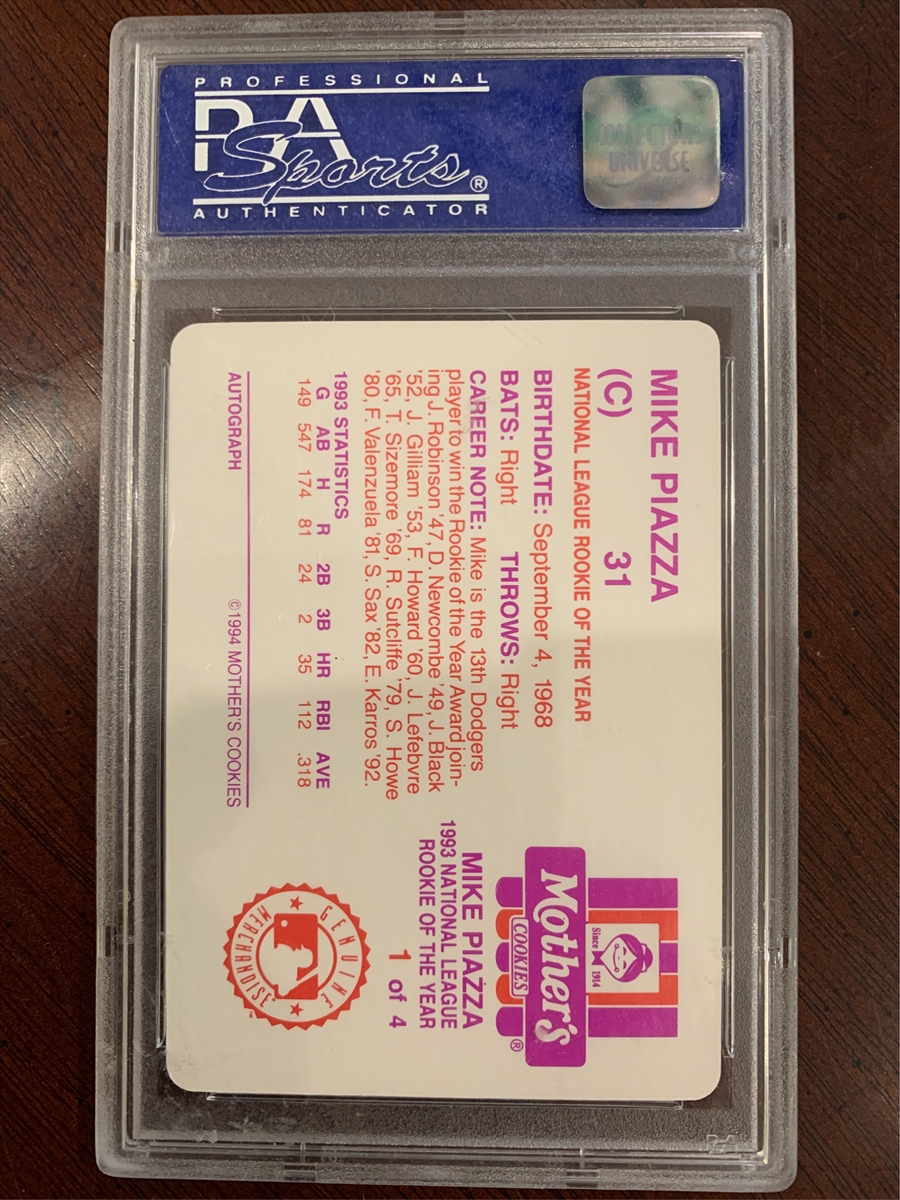 PROFESSIONAL
PSA
Sports®
AUTHENTICATOR
COLLECTORS
UNIVERSE
MIKE PIAZZA
(C) 31
NATIONAL LEAGUE ROOKIE OF THE YEAR
BIRTHDATE: September 4, 1968
BATS: Right THROWS: Right
CAREER NOTE: Mike is the 13th Dodgers
player to win the Rookie of the Year Award join-
ing J. Robinson '47, D. Newcombe '49, J. Black
'52, J. Gilliam '53, F. Howard '60, J. Lefebvre
'65, T. Sizemore '69, R. Sutcliffe '79, S. Howe
'80, F. Valenzuela '81, S. Sax '82, E. Karros '92.
1993 STATISTICS
G AB H R 2B 3B HR RBI AVE
149 547 174 81 24 2 35 112 .318
AUTOGRAPH
©1994 MOTHER'S COOKIES
Since 1914
Mother's
COOKIES
®
MIKE PIAZZA
1993 NATIONAL LEAGUE
ROOKIE OF THE YEAR
1 of 4
GENUINE
MERCHANDISE
™